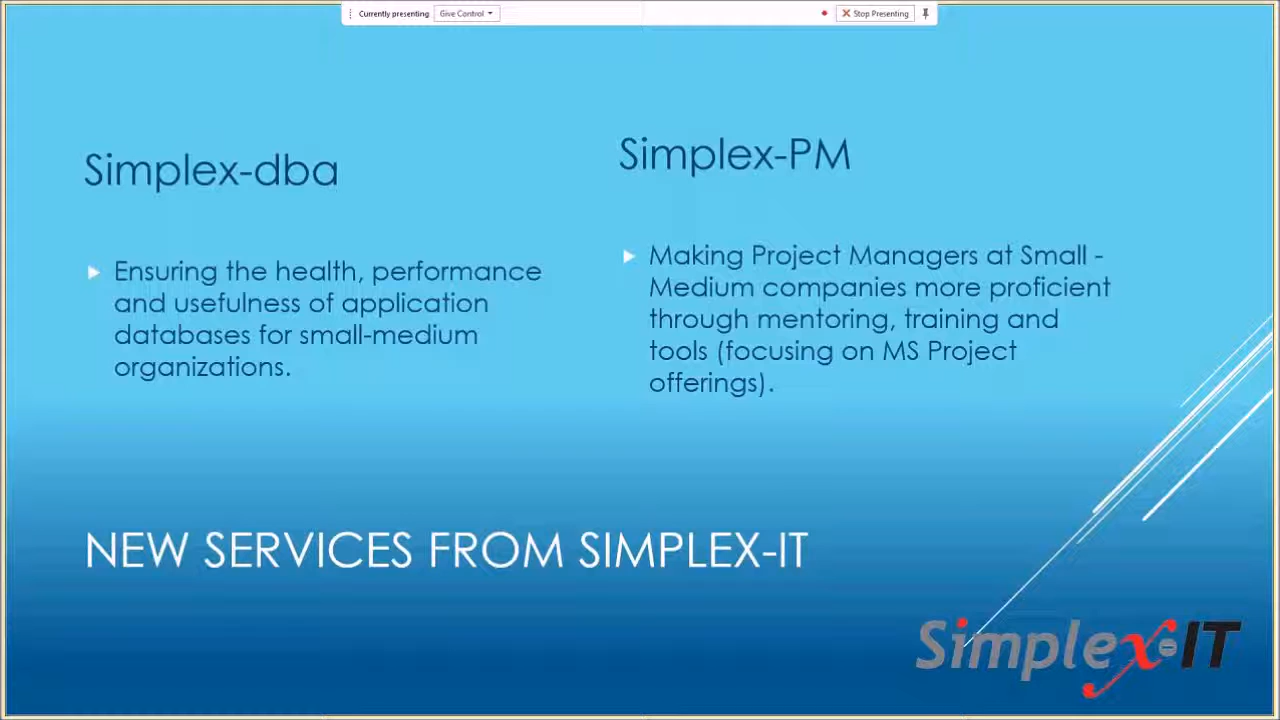 Currently presenting Give Control
Stop Presenting
Simplex-dba
Ensuring the health, performance
and usefulness of application
databases for small-medium
organizations.
Simplex-PM
Making Project Managers at Small -
Medium companies more proficient
through mentoring, training and
tools (focusing on MS Project
offerings).
NEW SERVICES FROM SIMPLEX-IT
Simplex-IT